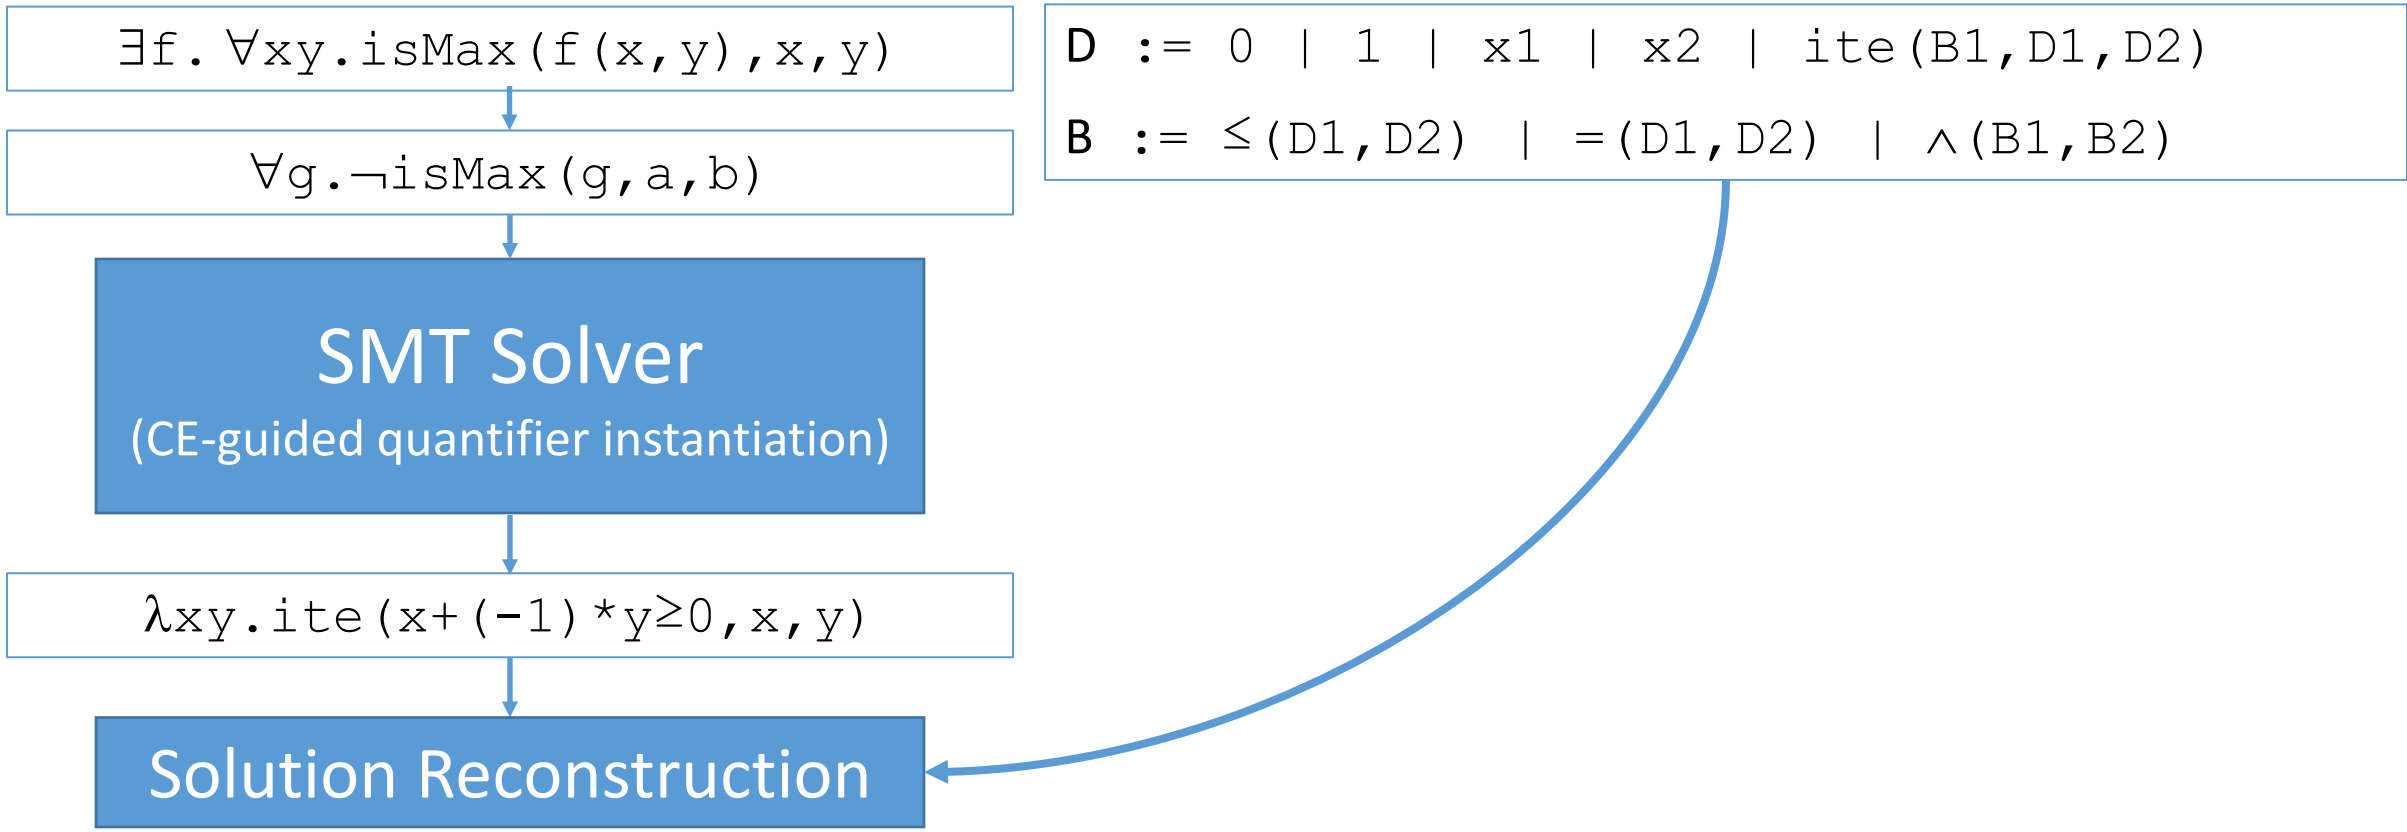 ∃f.∀xy.isMax(f(x,y),x,y)
∀g.¬isMax(g,a,b)
SMT Solver
(CE-guided quantifier instantiation)
λxy.ite(x+(-1)*y≥0,x,y)
Solution Reconstruction
D := 0 | 1 | x1 | x2 | ite(B1,D1,D2)
B := ≤(D1,D2) | =(D1,D2) | ∧(B1,B2)